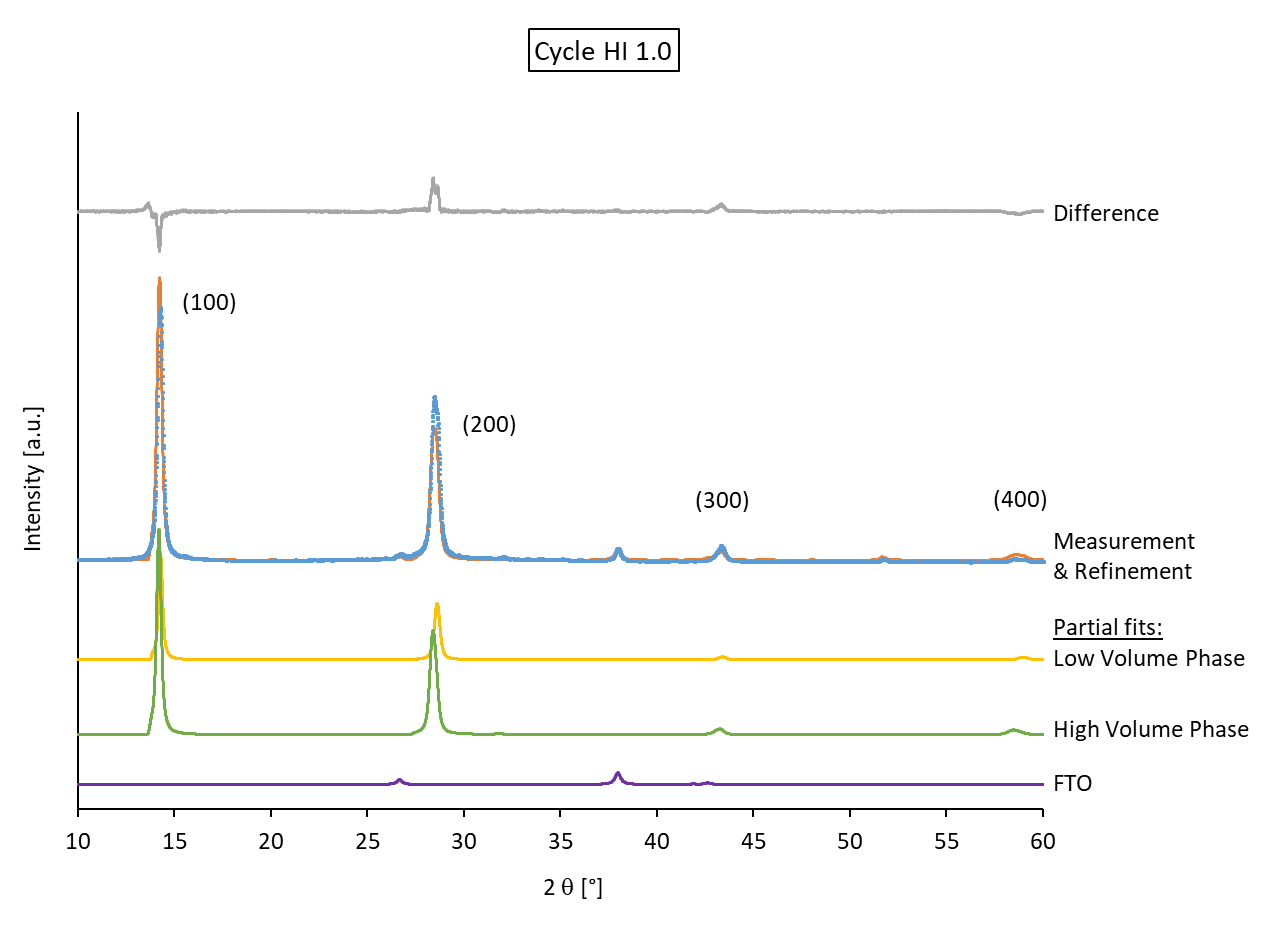 Cycle HI 1.0
Difference
(100)
(200)
(300)
(400)
Intensity [a.u.]
Measurement
& Refinement
Partial fits:
Low Volume Phase
High Volume Phase
FTO
10 15 20 25 30 35 40 45 50 55 60
2 θ [°]